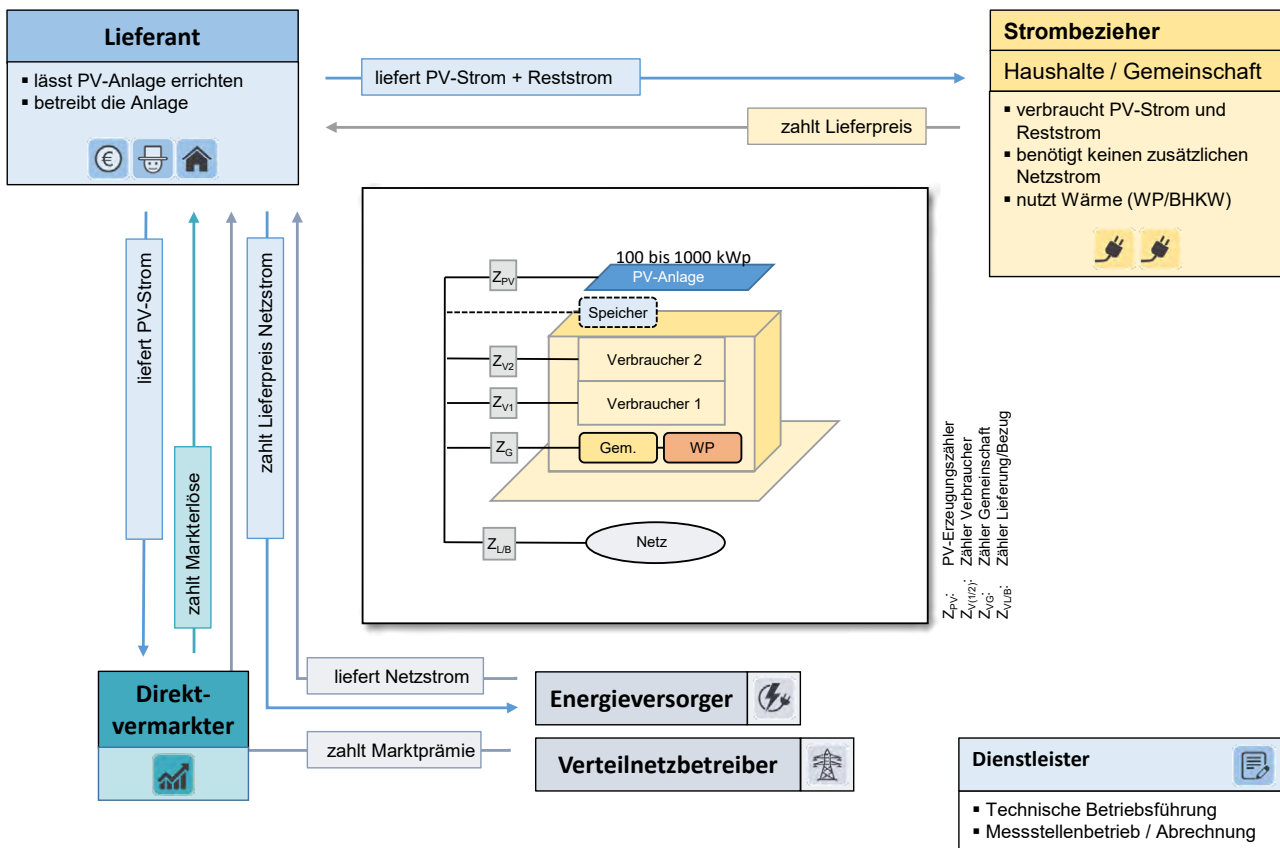 Lieferant
▪ lässt PV-Anlage errichten
▪ betreibt die Anlage
liefert PV-Strom + Reststrom
zahlt Lieferpreis
Strombezieher
Haushalte / Gemeinschaft
▪ verbraucht PV-Strom und
Reststrom
▪ benötigt keinen zusätzlichen
Netzstrom
▪ nutzt Wärme (WP/BHKW)
liefert PV-Strom
zahlt Markterlöse
zahlt Lieferpreis Netzstrom
100 bis 1000 kWp
Z_PV
PV-Anlage
Speicher
Z_V2
Verbraucher 2
Z_V1
Verbraucher 1
Z_G
Gem.
WP
Z_L/B
Netz
Z_PV: PV-Erzeugungszähler
Z_V(1/2): Zähler Verbraucher
Z_VG: Zähler Gemeinschaft
Z_VL/B: Zähler Lieferung/Bezug
Direkt-
vermarkter
liefert Netzstrom
Energieversorger
zahlt Marktprämie
Verteilnetzbetreiber
Dienstleister
▪ Technische Betriebsführung
▪ Messstellenbetrieb / Abrechnung